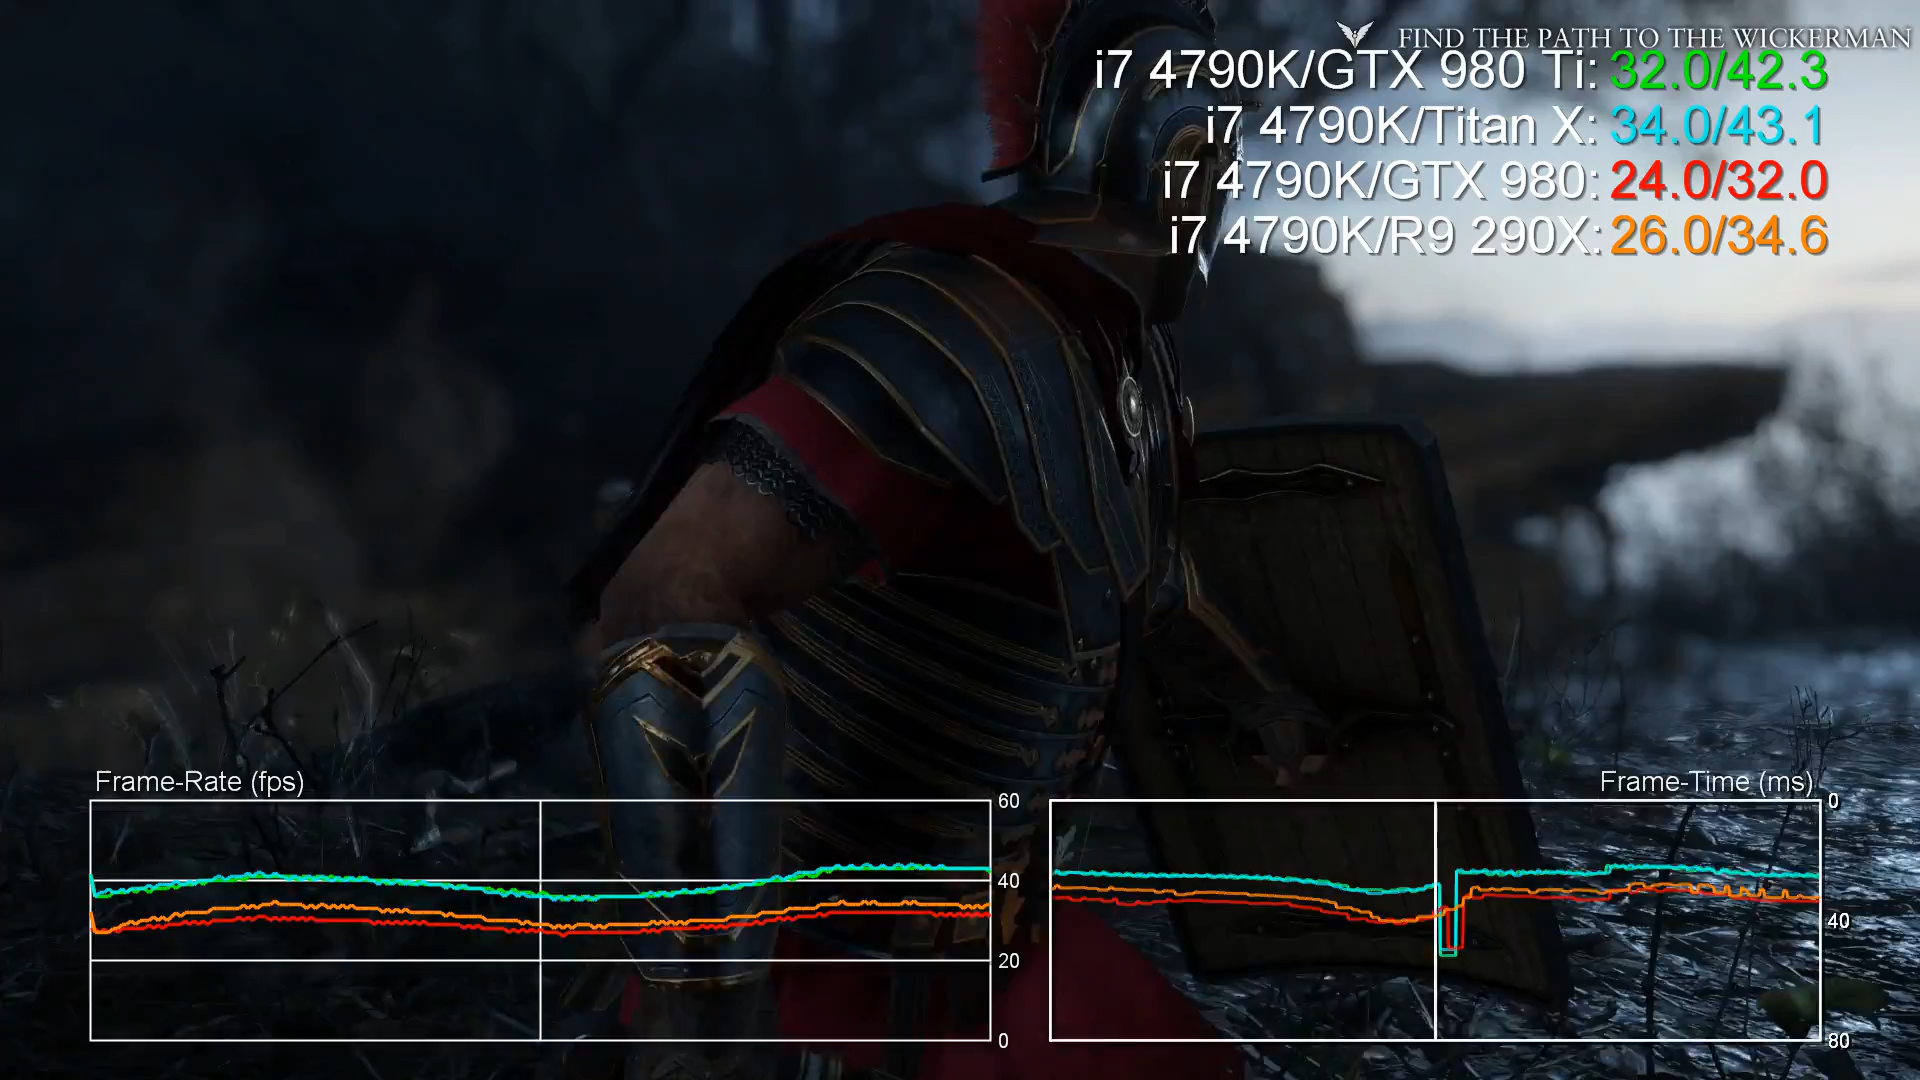 FIND THE PATH TO THE WICKERMAN
i7 4790K/GTX 980 Ti: 32.0/42.3
i7 4790K/Titan X: 34.0/43.1
i7 4790K/GTX 980: 24.0/32.0
i7 4790K/R9 290X: 26.0/34.6
Frame-Rate (fps)
60
40
20
0
Frame-Time (ms)
0
40
80